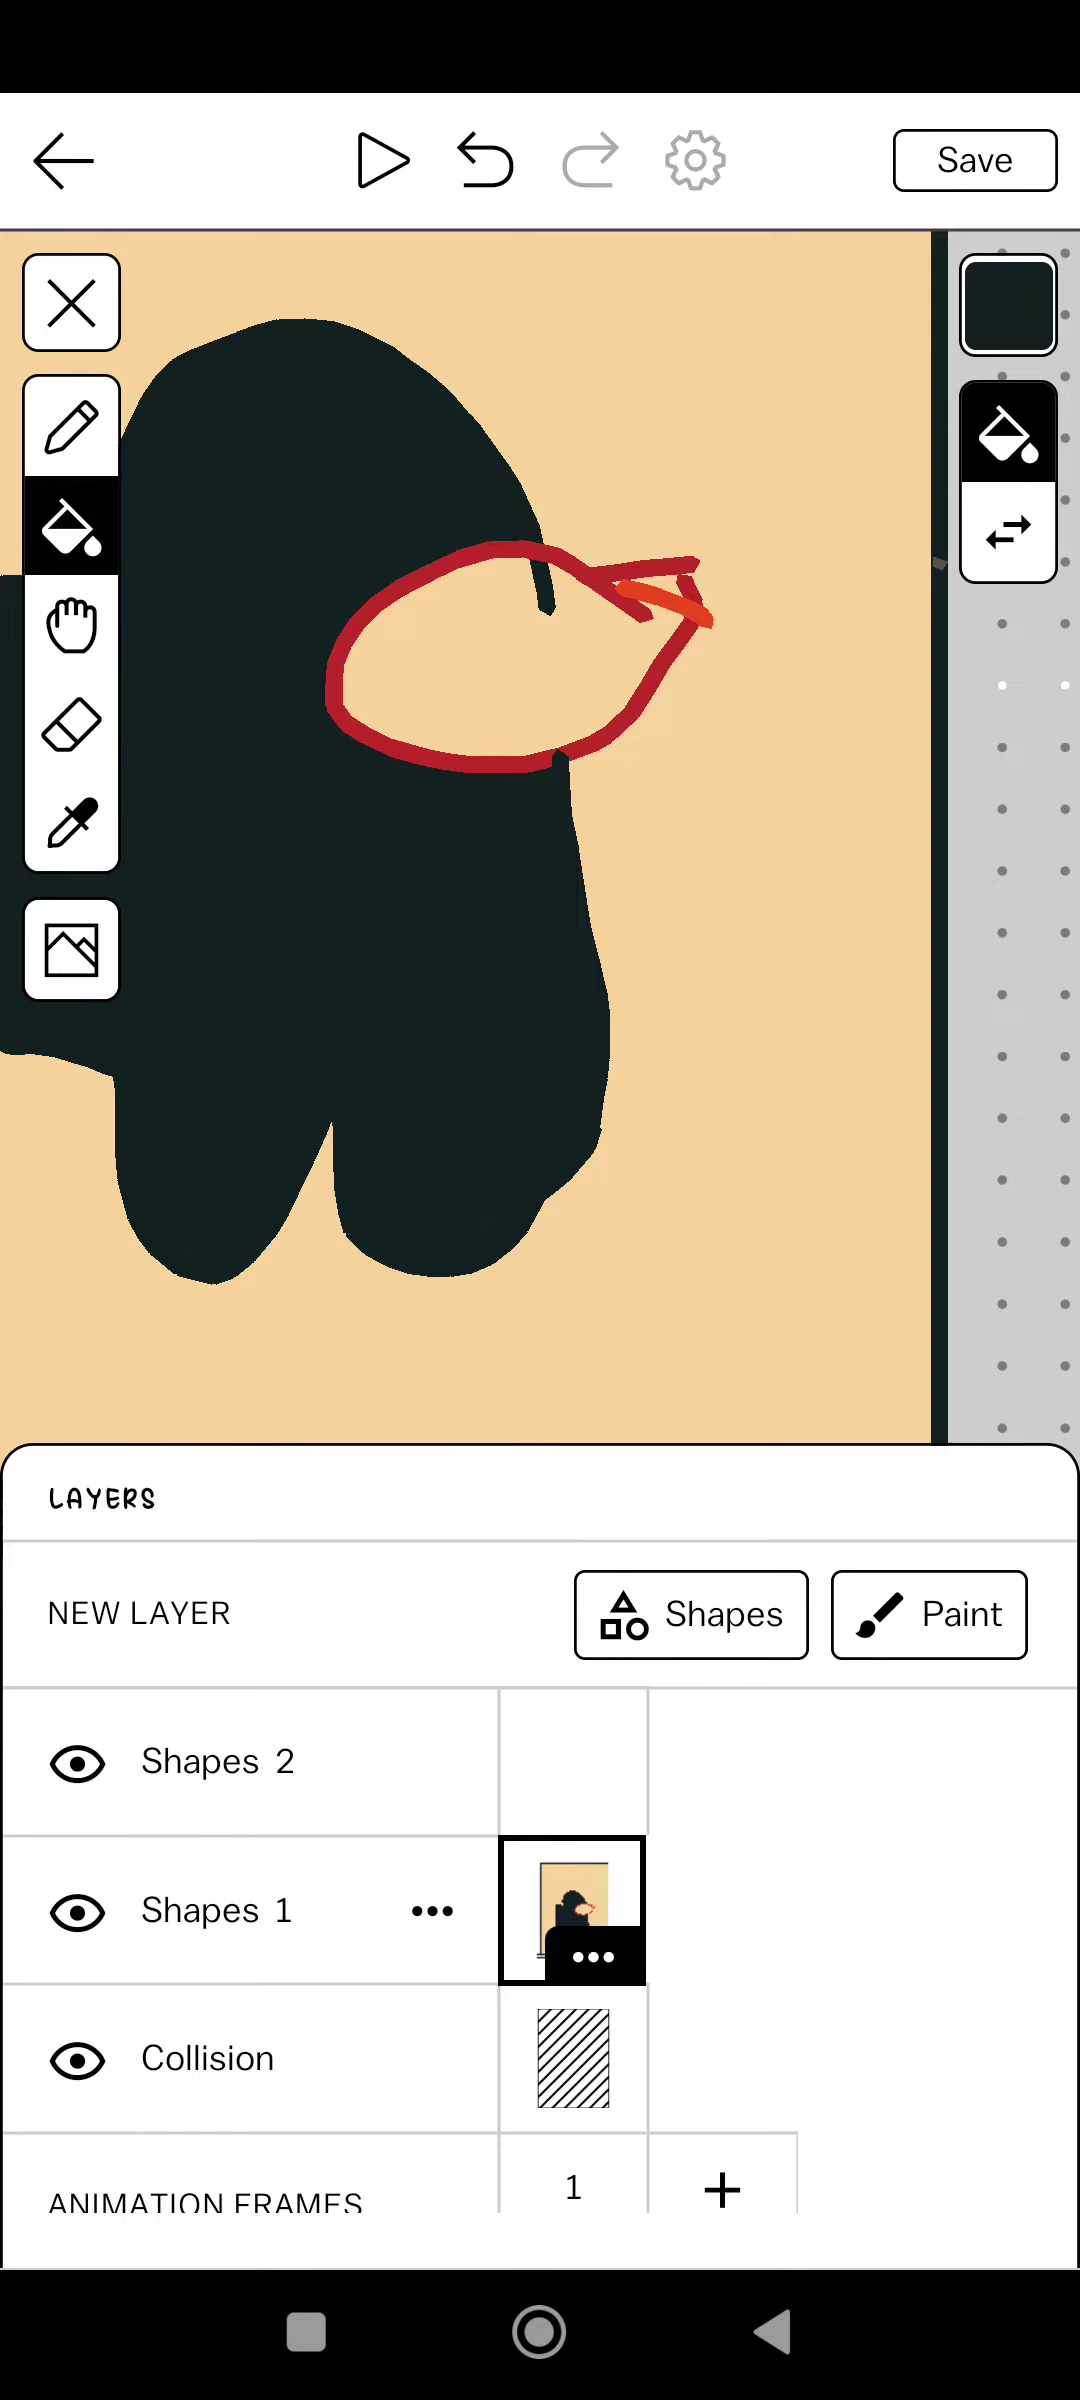 Save
LAYERS
NEW LAYER
Shapes
Paint
Shapes 2
Shapes 1
Collision
ANIMATION FRAMES
1